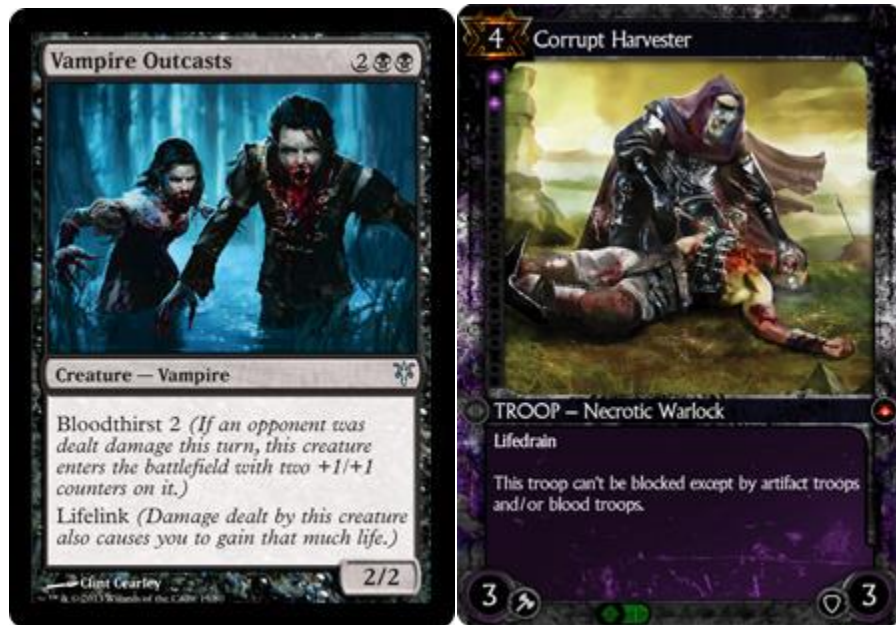 Vampire Outcasts 2
Creature — Vampire
Bloodthirst 2 (If an opponent was
dealt damage this turn, this creature
enters the battlefield with two +1/+1
counters on it.)
Lifelink (Damage dealt by this creature
also causes you to gain that much life.)
2/2
Clint Cearley
4 Corrupt Harvester
TROOP – Necrotic Warlock
Lifedrain
This troop can't be blocked except by artifact troops
and/or blood troops.
3 3